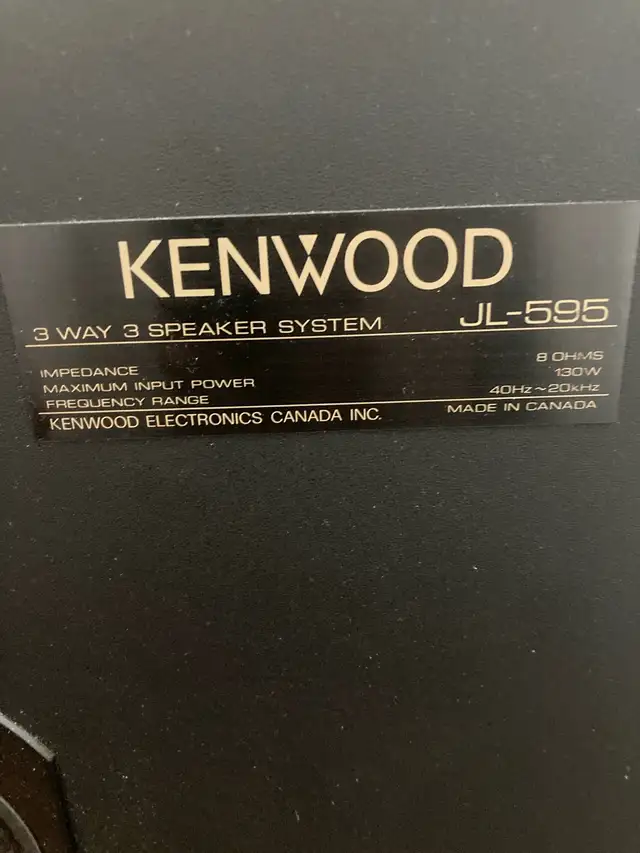 KENWOOD
3 WAY 3 SPEAKER SYSTEM JL-595
IMPEDANCE 8 OHMS
MAXIMUM INPUT POWER 130W
FREQUENCY RANGE 40Hz~20kHz
KENWOOD ELECTRONICS CANADA INC. MADE IN CANADA